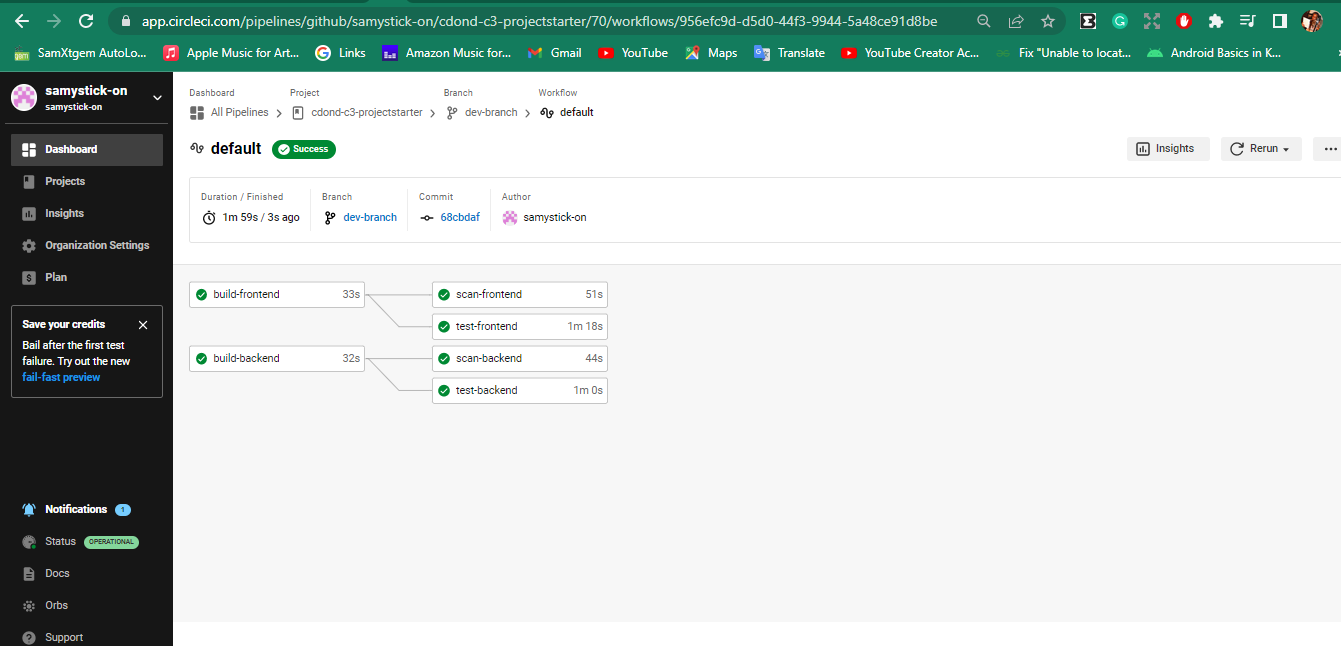 app.circleci.com/pipelines/github/samystick-on/cdond-c3-projectstarter/70/workflows/956efc9d-d5d0-44f3-9944-5a48ce91d8be
SamXtgem AutoLo... Apple Music for Art... Links Amazon Music for... Gmail YouTube Maps Translate YouTube Creator Ac... Fix "Unable to locat... Android Basics in K...
samystick-on
samystick-on
Dashboard
Projects
Insights
Organization Settings
Plan
Save your credits
Bail after the first test
failure. Try out the new
fail-fast preview
Notifications 1
Status OPERATIONAL
Docs
Orbs
Support
Dashboard Project Branch Workflow
All Pipelines cdond-c3-projectstarter dev-branch default
default Success Insights Rerun
Duration / Finished Branch Commit Author
1m 59s / 3s ago dev-branch 68cbdaf samystick-on
build-frontend 33s scan-frontend 51s
test-frontend 1m 18s
build-backend 32s scan-backend 44s
test-backend 1m 0s